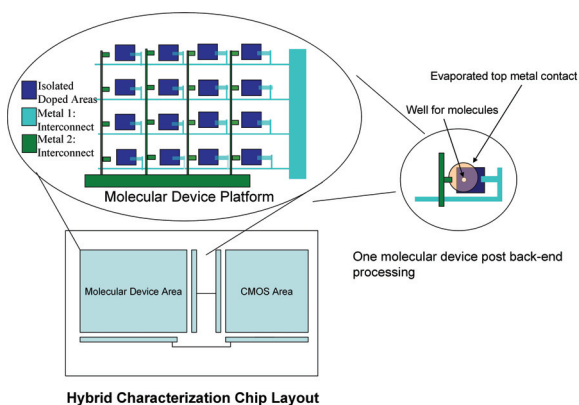 Isolated
Doped Areas
Metal 1:
Interconnect
Metal 2:
Interconnect
Molecular Device Platform
Evaporated top metal contact
Well for molecules
One molecular device post back-end
processing
Molecular Device Area
CMOS Area
Hybrid Characterization Chip Layout